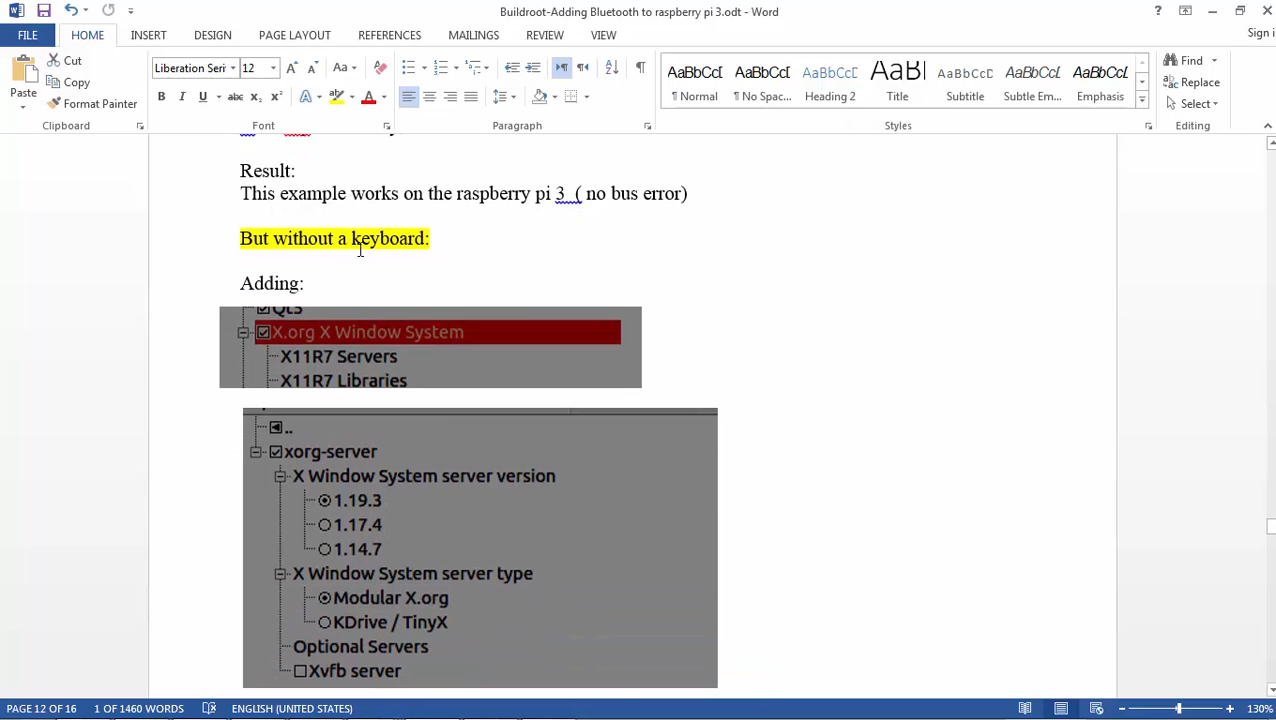 Buildroot-Adding Bluetooth to raspberry pi 3.odt - Word
FILE HOME INSERT DESIGN PAGE LAYOUT REFERENCES MAILINGS REVIEW VIEW Sign i
Cut
Copy
Format Painter
Paste
Clipboard
Liberation Seri 12
Font
Paragraph
AaBbCcI AaBbCcI AaBbCcI AaBl AaBbCcD AaBbCcD AaBbCcD
¶ Normal ¶ No Spac... Heading 2 Title Subtitle Subtle Em... Emphasis
Styles
Find
Replace
Select
Editing
Result:
This example works on the raspberry pi 3 ( no bus error)
But without a keyboard:
Adding:
Qt5
X.org X Window System
X11R7 Servers
X11R7 Libraries
..
xorg-server
X Window System server version
1.19.3
1.17.4
1.14.7
X Window System server type
Modular X.org
KDrive / TinyX
Optional Servers
Xvfb server
PAGE 12 OF 16 1 OF 1460 WORDS ENGLISH (UNITED STATES) 130%